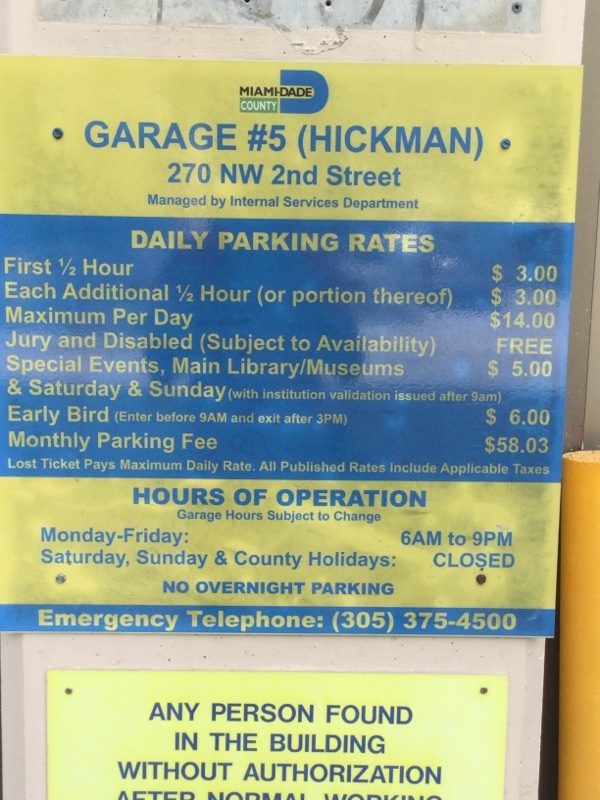 MIAMI-DADE
COUNTY
GARAGE #5 (HICKMAN)
270 NW 2nd Street
Managed by Internal Services Department
DAILY PARKING RATES
First ½ Hour $ 3.00
Each Additional ½ Hour (or portion thereof) $ 3.00
Maximum Per Day $14.00
Jury and Disabled (Subject to Availability) FREE
Special Events, Main Library/Museums $ 5.00
& Saturday & Sunday (with institution validation issued after 9am)
Early Bird (Enter before 9AM and exit after 3PM) $ 6.00
Monthly Parking Fee $58.03
Lost Ticket Pays Maximum Daily Rate. All Published Rates Include Applicable Taxes
HOURS OF OPERATION
Garage Hours Subject to Change
Monday-Friday: 6AM to 9PM
Saturday, Sunday & County Holidays: CLOSED
NO OVERNIGHT PARKING
Emergency Telephone: (305) 375-4500
ANY PERSON FOUND
IN THE BUILDING
WITHOUT AUTHORIZATION
AFTER NORMAL WORKING